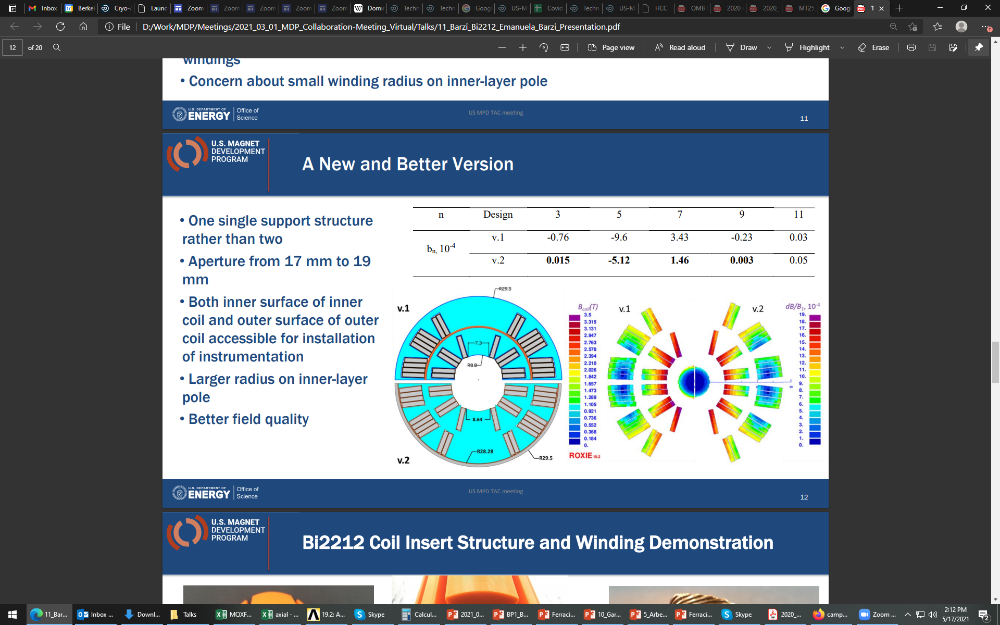 Inbox
Berkel
Cryo-
Launc
Zoom
Zoom
Zoom
Zoom
Zoom
Domi
Techn
Techn
Goog
US-M
Covid
Techn
US-M
HCC
OMB
2020
2020_
MT25
Goog
1
File
D:/Work/MDP/Meetings/2021_03_01_MDP_Collaboration-Meeting_Virtual/Talks/11_Barzi_Bi2212_Emanuela_Barzi_Presentation.pdf
12 of 20
Page view
Read aloud
Draw
Highlight
Erase
windings
• Concern about small winding radius on inner-layer pole
U.S. DEPARTMENT OF
ENERGY
Office of
Science
US MPD TAC meeting
11
U.S. MAGNET
DEVELOPMENT
PROGRAM
A New and Better Version
• One single support structure
rather than two
• Aperture from 17 mm to 19
mm
• Both inner surface of inner
coil and outer surface of outer
coil accessible for installation
of instrumentation
• Larger radius on inner-layer
pole
• Better field quality
n Design 3 5 7 9 11
bn, 10-4
v.1 -0.76 -9.6 3.43 -0.23 0.03
v.2 0.015 -5.12 1.46 0.003 0.05
R29.5
v.1
7.3
R8.8
8.64
R28.28
R29.5
v.2
Bcoil(T)
3.5
3.315
3.131
2.947
2.763
2.578
2.394
2.210
2.026
1.842
1.657
1.473
1.289
1.105
0.921
0.736
0.552
0.368
0.184
0.
ROXIE 10.2
v.1
v.2
dB/B1, 10-4
19.
18.
17.
16.
15.
14.
13.
12.
11.
10.
9.
8.
7.
6.
5.
4.
3.
2.
1.
0.
U.S. DEPARTMENT OF
ENERGY
Office of
Science
US MPD TAC meeting
12
U.S. MAGNET
DEVELOPMENT
PROGRAM
Bi2212 Coil Insert Structure and Winding Demonstration
11_Bar...
Inbox ...
Downl...
Talks
MQXF...
axial - ...
19.2: A...
Skype
Calcul...
2021_0...
BP1_B...
Ferraci...
10_Gar...
5_Arbe...
Ferraci...
Skype
2020_...
camp...
Zoom ...
2:12 PM
5/17/2021
2